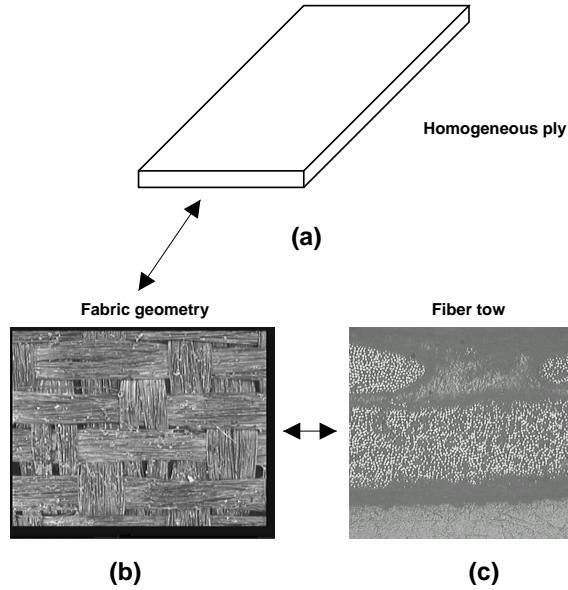 Homogeneous ply
(a)
Fabric geometry
Fiber tow
(b)
(c)